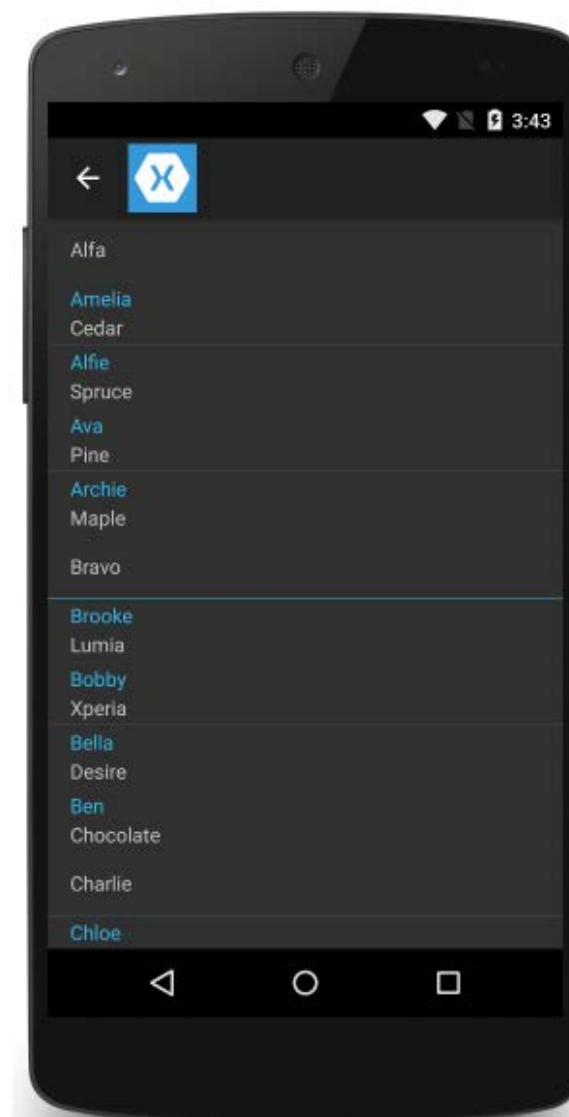 3:43
Alfa
Amelia
Cedar
Alfie
Spruce
Ava
Pine
Archie
Maple
Bravo
Brooke
Lumia
Bobby
Xperia
Bella
Desire
Ben
Chocolate
Charlie
Chloe